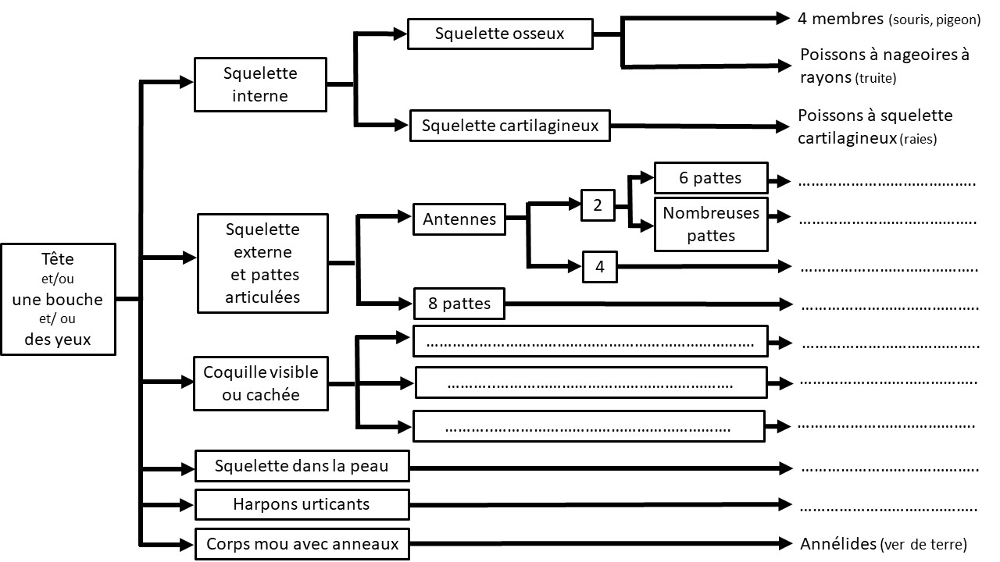 Tête
et/ou
une bouche
et/ ou
des yeux
Squelette
interne
Squelette osseux
4 membres (souris, pigeon)
Poissons à nageoires à
rayons (truite)
Squelette cartilagineux
Poissons à squelette
cartilagineux (raies)
Squelette
externe
et pattes
articulées
Antennes
2
6 pattes
……………………………………..
Nombreuses
pattes
……………………………………..
4
……………………………………..
8 pattes
……………………………………..
Coquille visible
ou cachée
……………………………………………………………………….
……………………………………..
……………………………………………………………….
……………………………………..
……………………………………………………………….
……………………………………..
Squelette dans la peau
……………………………………..
Harpons urticants
……………………………………..
Corps mou avec anneaux
Annélides (ver de terre)